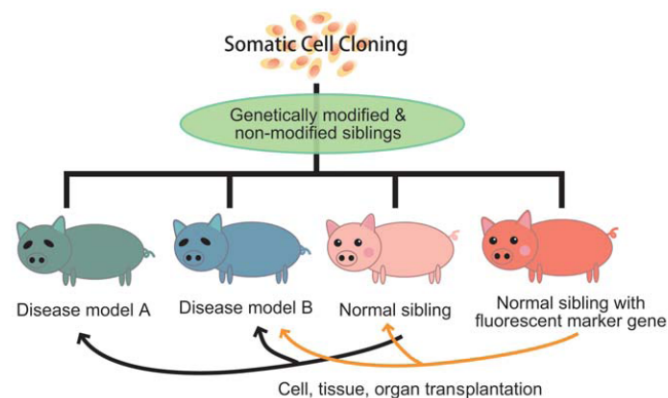 Somatic Cell Cloning
Genetically modified &
non-modified siblings
Disease model A
Disease model B
Normal sibling
Normal sibling with
fluorescent marker gene
Cell, tissue, organ transplantation